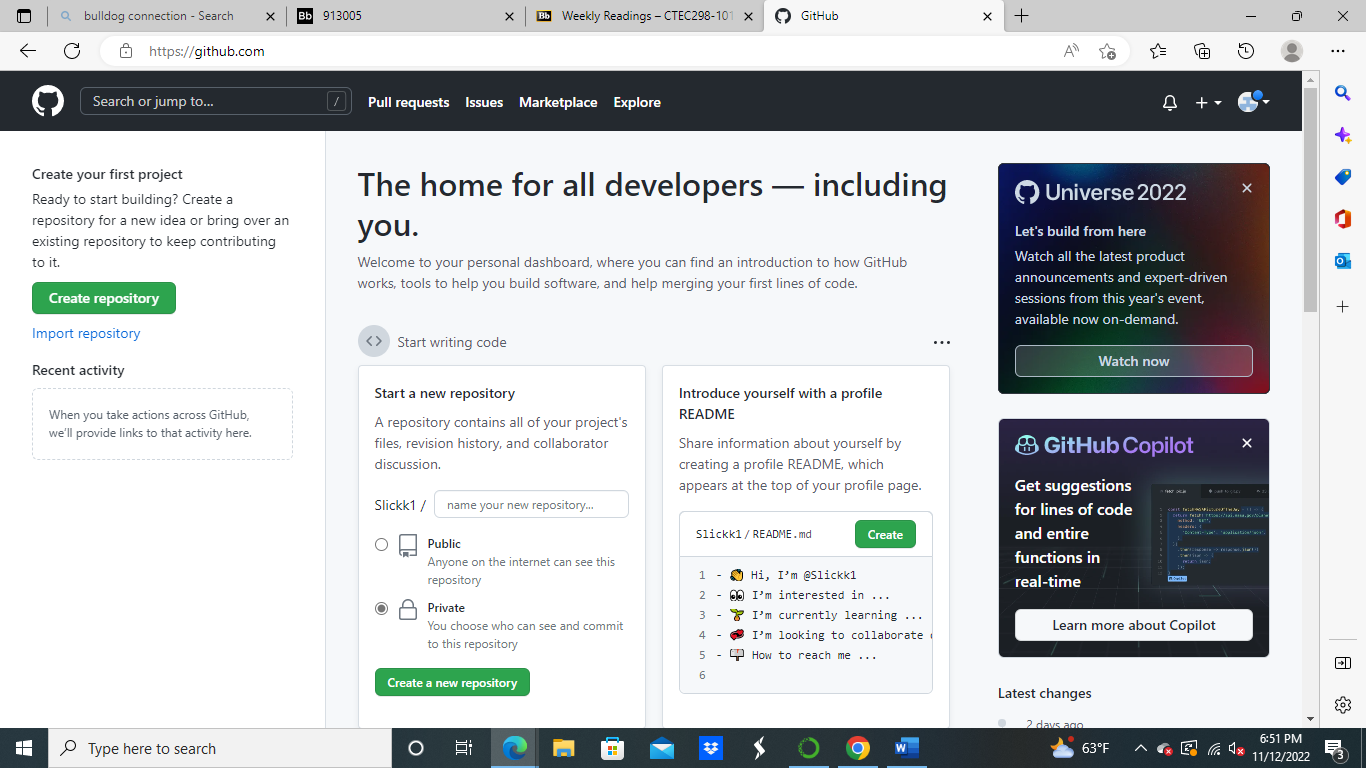 bulldog connection - Search
Bb 913005
Bb Weekly Readings – CTEC298-101
GitHub
https://github.com
Search or jump to... /
Pull requests
Issues
Marketplace
Explore
Create your first project
Ready to start building? Create a
repository for a new idea or bring over an
existing repository to keep contributing
to it.
Create repository
Import repository
Recent activity
When you take actions across GitHub,
we'll provide links to that activity here.
The home for all developers — including
you.
Welcome to your personal dashboard, where you can find an introduction to how GitHub
works, tools to help you build software, and help merging your first lines of code.
Start writing code
Start a new repository
A repository contains all of your project's
files, revision history, and collaborator
discussion.
Slickk1 / name your new repository...
Public
Anyone on the internet can see this
repository
Private
You choose who can see and commit
to this repository
Create a new repository
Introduce yourself with a profile
README
Share information about yourself by
creating a profile README, which
appears at the top of your profile page.
Slickk1 / README.md
Create
1 - 👋 Hi, I'm @Slickk1
2 - 👀 I'm interested in ...
3 - 🌱 I'm currently learning ...
4 - 💞️ I'm looking to collaborate
5 - 📫 How to reach me ...
6
Universe 2022
Let's build from here
Watch all the latest product
announcements and expert-driven
sessions from this year's event,
available now on-demand.
Watch now
GitHub Copilot
Get suggestions
for lines of code
and entire
functions in
real-time
Learn more about Copilot
Latest changes
2 days ago
Type here to search
63°F
6:51 PM
11/12/2022
3